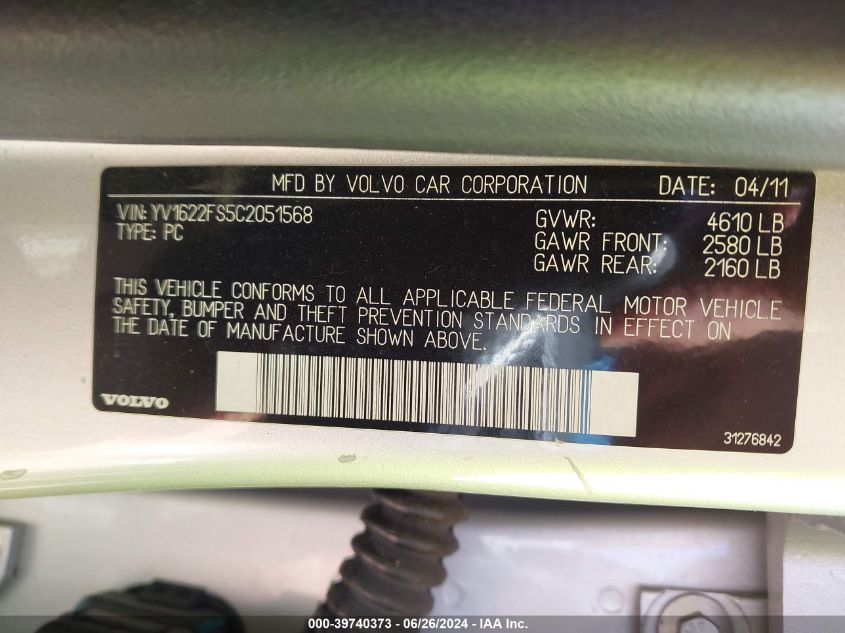 MFD BY VOLVO CAR CORPORATION DATE: 04/11
VIN: YV1622FS5C2051568 GVWR: 4610 LB
TYPE: PC GAWR FRONT: 2580 LB
GAWR REAR: 2160 LB
THIS VEHICLE CONFORMS TO ALL APPLICABLE FEDERAL MOTOR VEHICLE
SAFETY, BUMPER AND THEFT PREVENTION STANDARDS IN EFFECT ON
THE DATE OF MANUFACTURE SHOWN ABOVE.
VOLVO
31276842
000-39740373 - 06/26/2024 - IAA Inc.